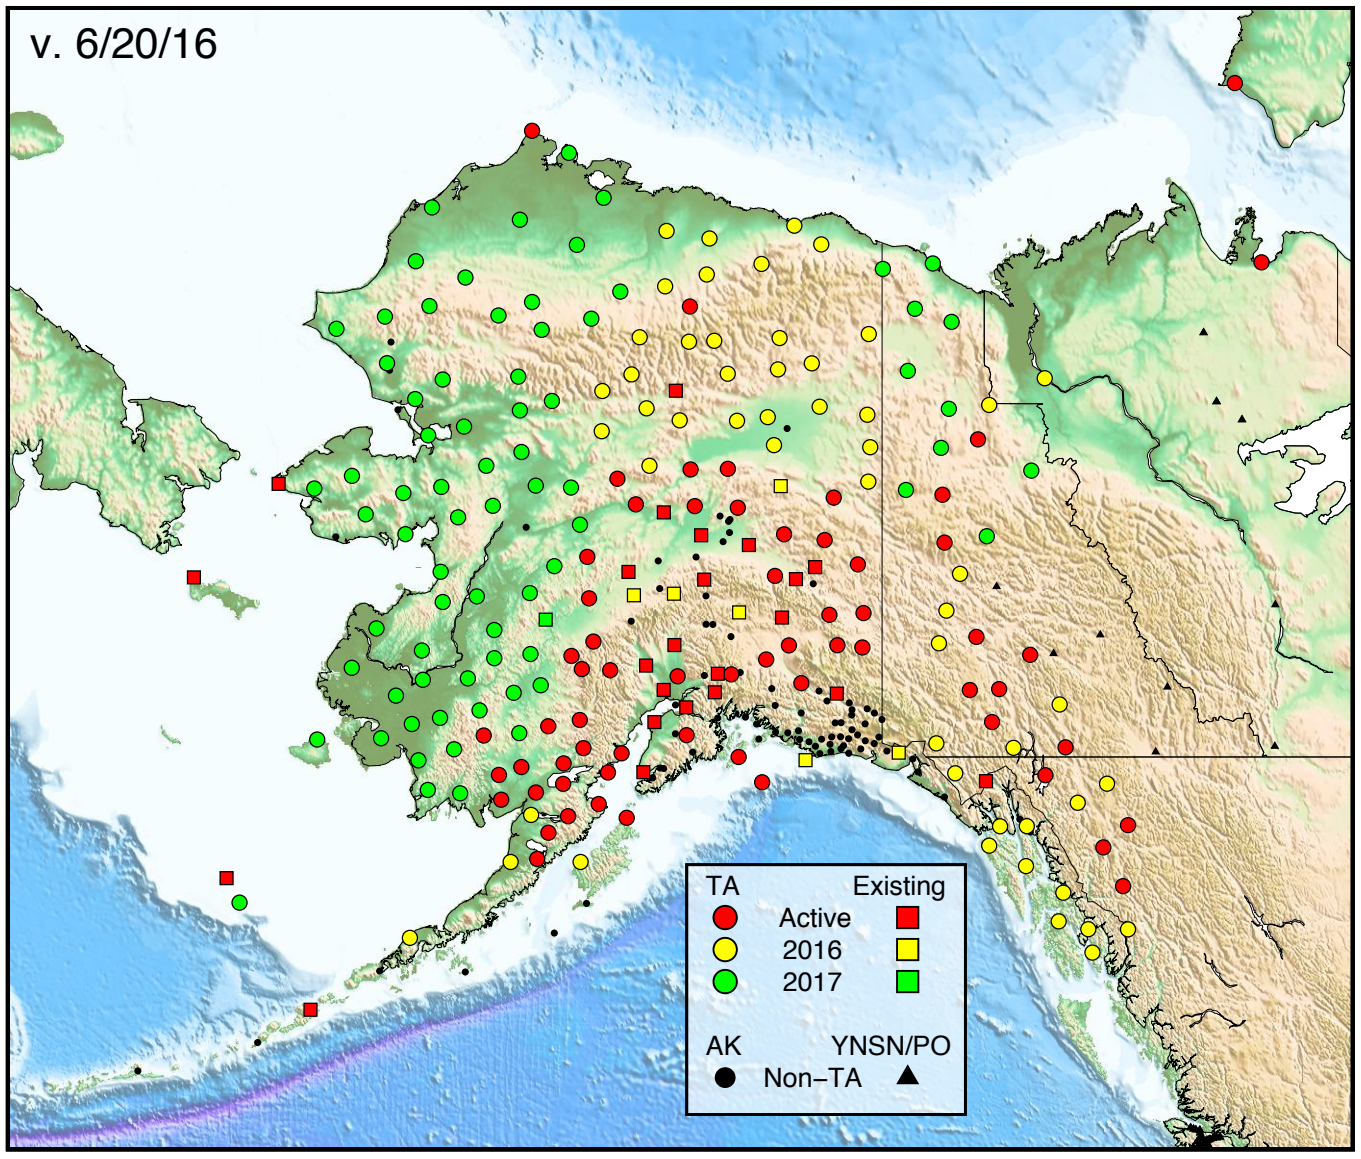 v. 6/20/16
TA Existing
Active
2016
2017
AK YNSN/PO
Non−TA